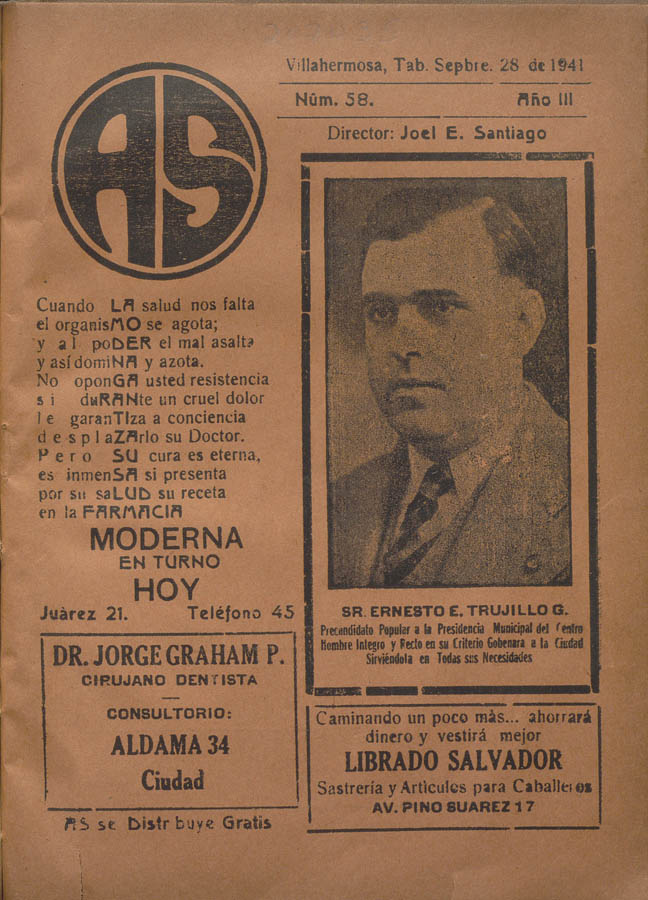 AS
Villahermosa, Tab. Sepbre. 28 de 1941
Núm. 58. Año III
Director: Joel E. Santiago
Cuando LA salud nos falta
el organisMO se agota;
y al poDER el mal asalta
y así domiNA y azota.
No oponGA usted resistencia
si duRANte un cruel dolor
le garanTIza a conciencia
desplaZArlo su Doctor.
Pero SU cura es eterna,
es inmenSA si presenta
por su saLUD su receta
en la FARMACIA
MODERNA
EN TURNO
HOY
Juàrez 21. Teléfono 45
DR. JORGE GRAHAM P.
CIRUJANO DENTISTA
CONSULTORIO:
ALDAMA 34
Ciudad
AS se Distr buye Gratis
SR. ERNESTO E. TRUJILLO G.
Precandidato Popular a la Presidencia Municipal del Centro
Hombre Integro y Recto en su Criterio Gobenara a la Ciudad
Sirviéndola en Todas sus Necesidades
Caminando un poco màs... ahorrará
dinero y vestirá mejor
LIBRADO SALVADOR
Sastrería y Artìculos para Caballeros
AV. PINO SUAREZ 17